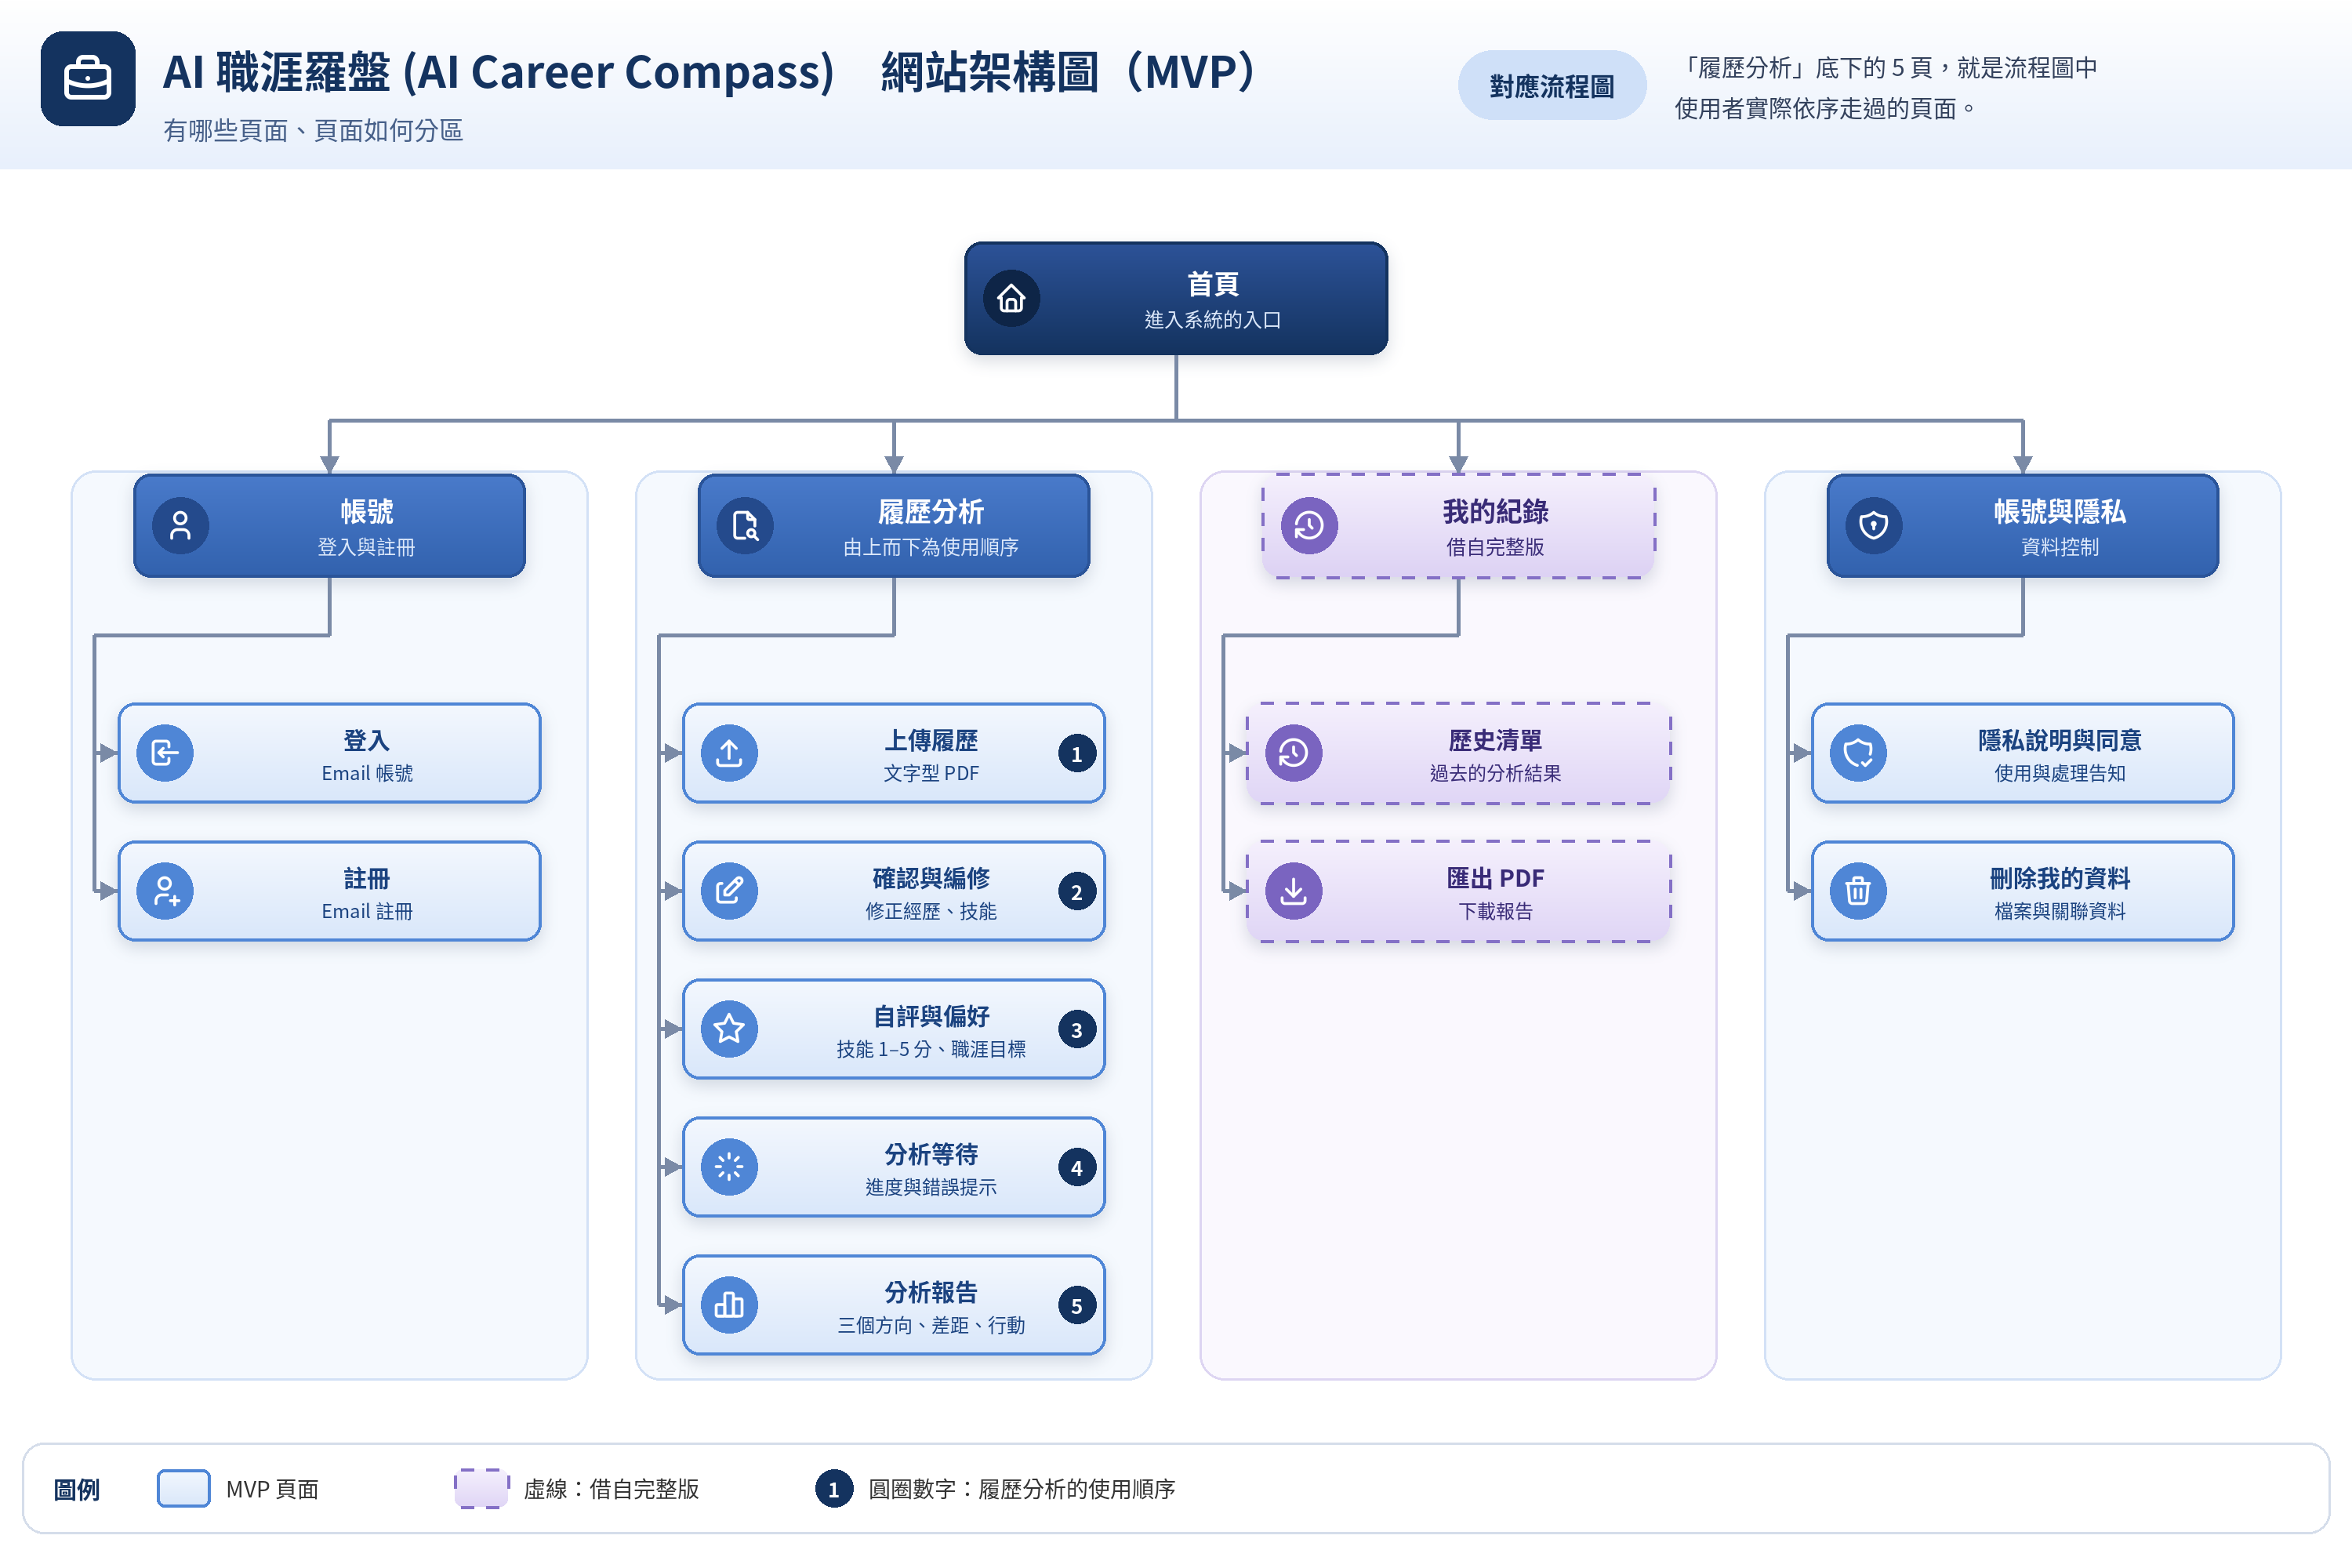 AI 職涯羅盤 (AI Career Compass)　網站架構圖（MVP）
有哪些頁面、頁面如何分區
對應流程圖
「履歷分析」底下的 5 頁，就是流程圖中
使用者實際依序走過的頁面。
首頁
進入系統的入口
帳號
登入與註冊
登入
Email 帳號
註冊
Email 註冊
履歷分析
由上而下為使用順序
上傳履歷
文字型 PDF
1
確認與編修
修正經歷、技能
2
自評與偏好
技能 1–5 分、職涯目標
3
分析等待
進度與錯誤提示
4
分析報告
三個方向、差距、行動
5
我的紀錄
借自完整版
歷史清單
過去的分析結果
匯出 PDF
下載報告
帳號與隱私
資料控制
隱私說明與同意
使用與處理告知
刪除我的資料
檔案與關聯資料
圖例
MVP 頁面
虛線：借自完整版
1
圓圈數字：履歷分析的使用順序